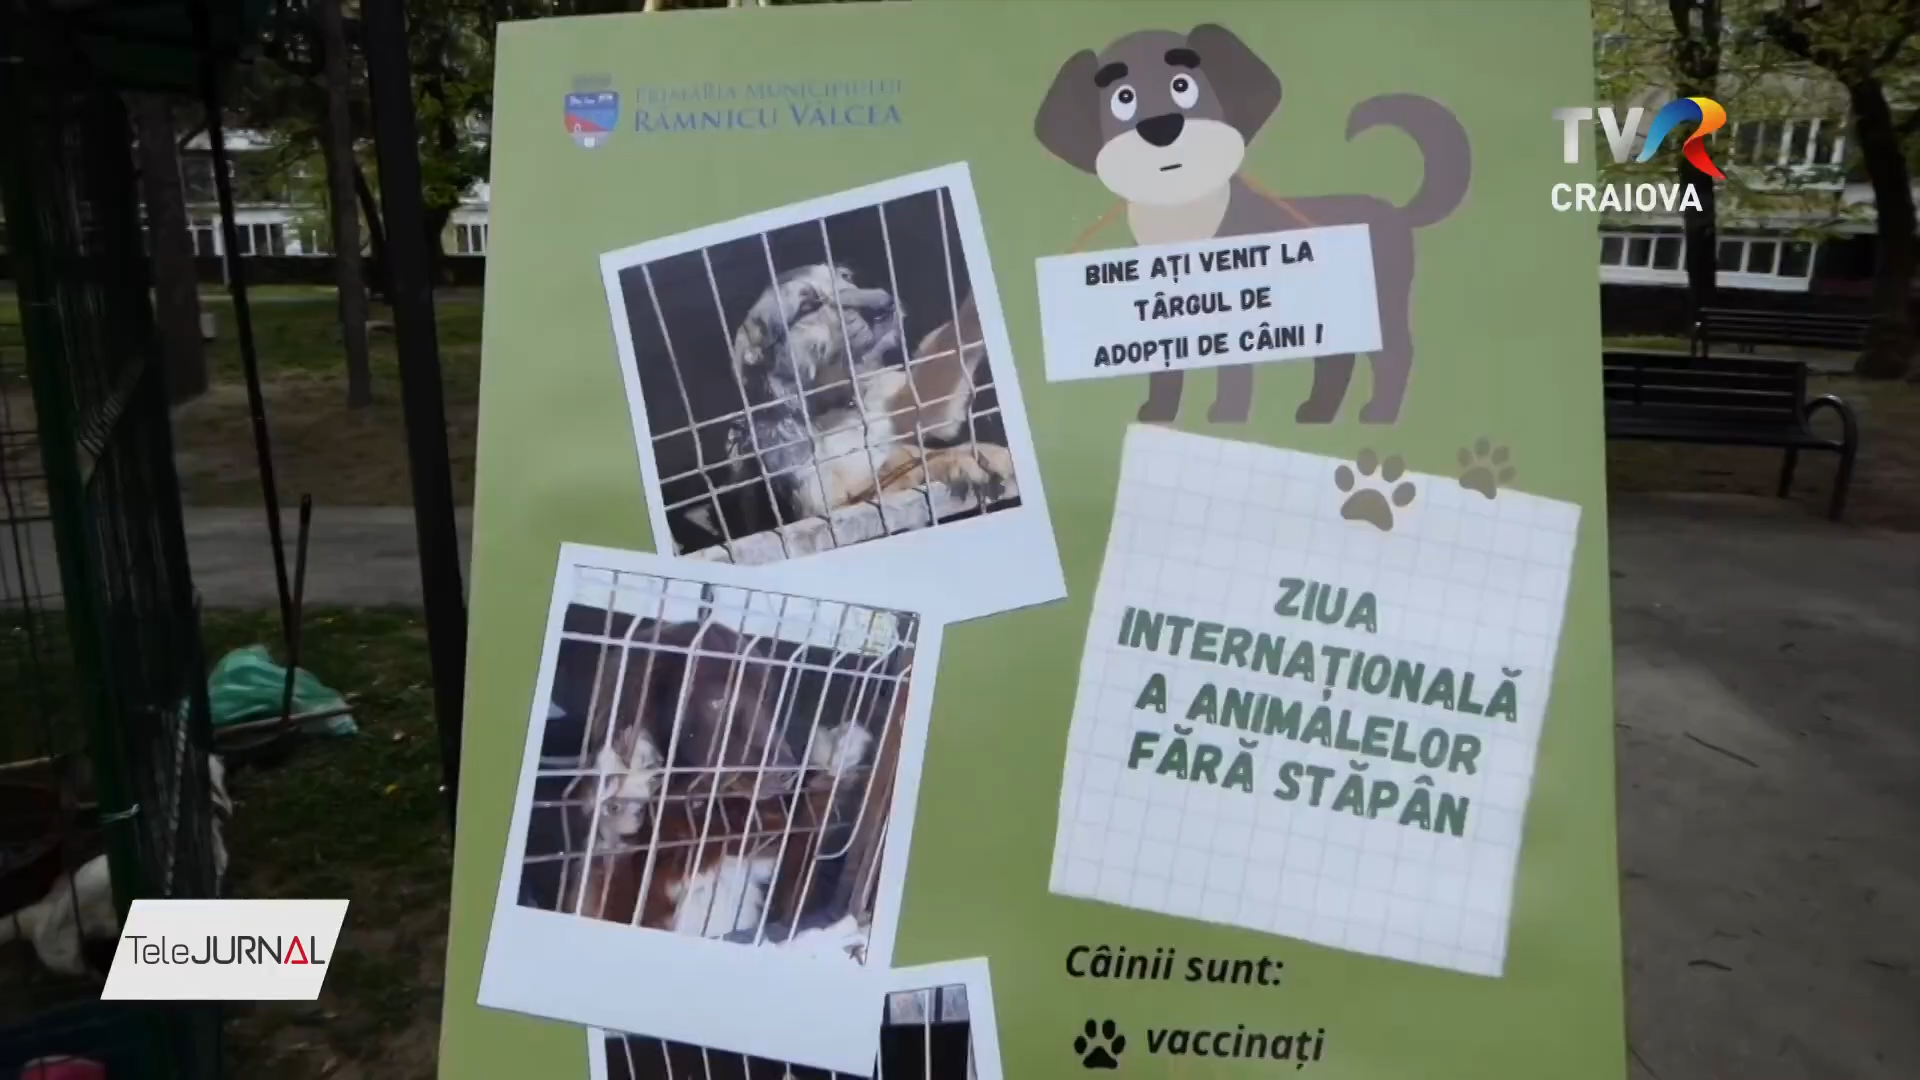 PRIMĂRIA MUNICIPIULUI
RÂMNICU VÂLCEA
TVR
CRAIOVA
BINE AȚI VENIT LA
TÂRGUL DE
ADOPȚII DE CÂINI !
ZIUA
INTERNAȚIONALĂ
A ANIMALELOR
FĂRĂ STĂPÂN
Câinii sunt:
vaccinați
TeleJURNAL